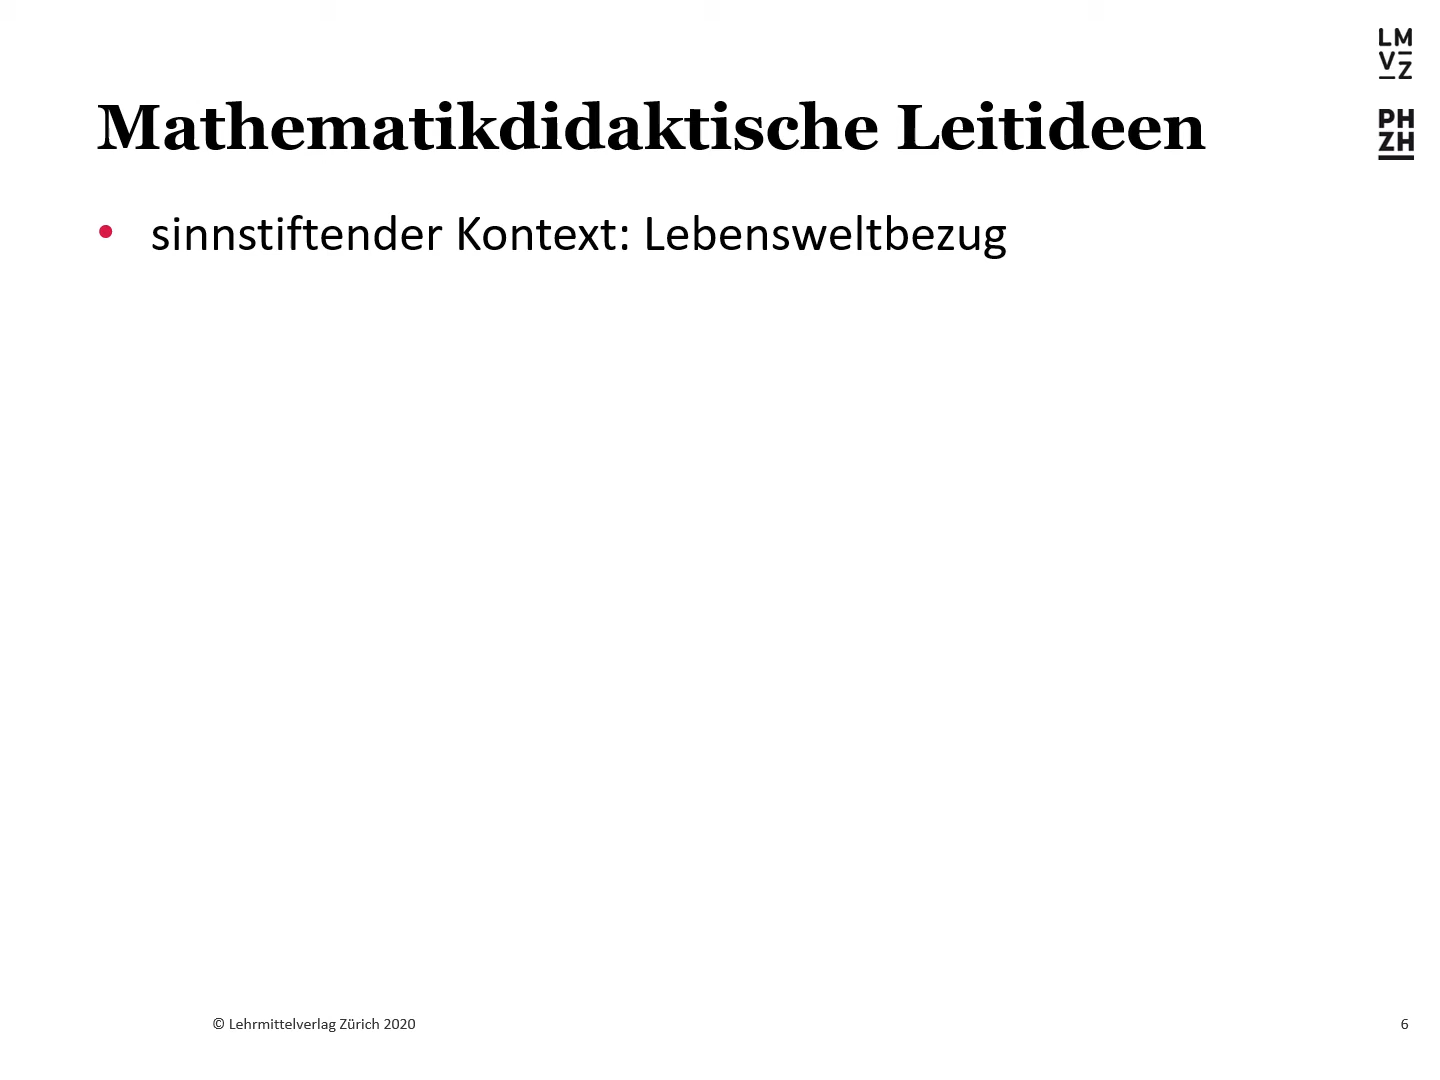 LM
VZ
Mathematikdidaktische Leitideen
PH
ZH
• sinnstiftender Kontext: Lebensweltbezug
© Lehrmittelverlag Zürich 2020
6